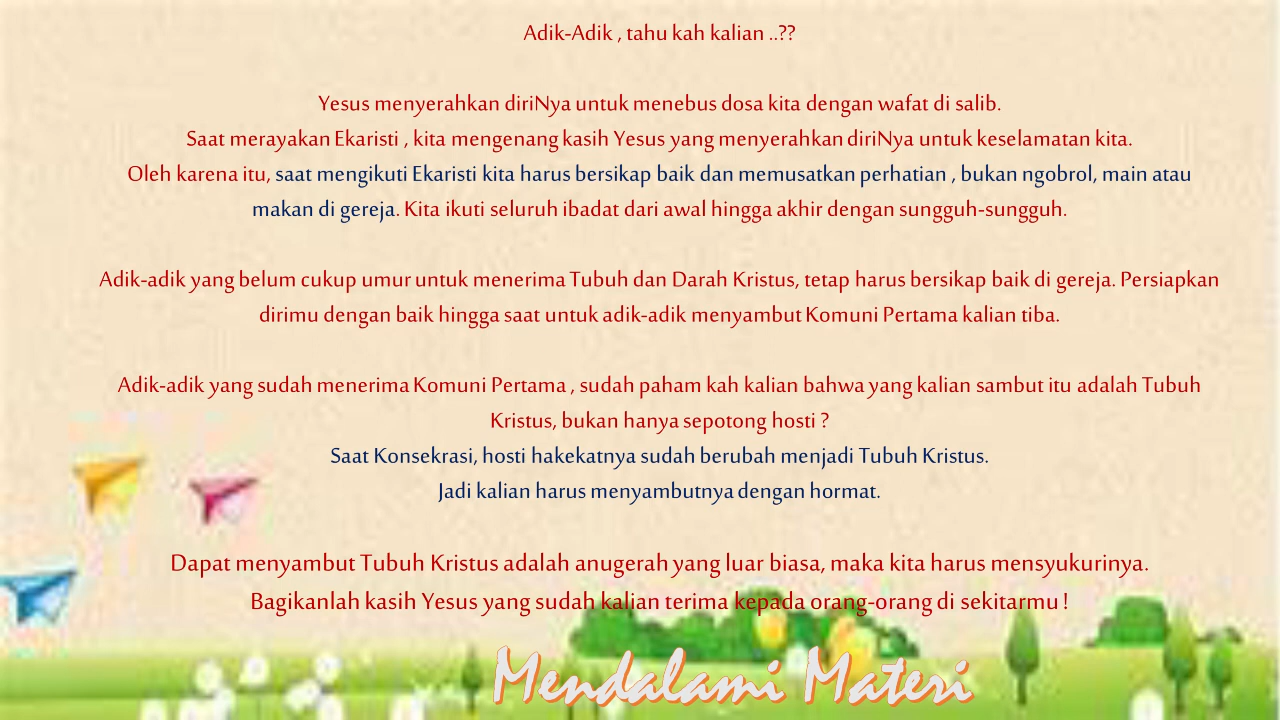 Adik-Adik , tahu kah kalian ..??
Yesus menyerahkan diriNya untuk menebus dosa kita dengan wafat di salib.
Saat merayakan Ekaristi , kita mengenang kasih Yesus yang menyerahkan diriNya untuk keselamatan kita.
Oleh karena itu, saat mengikuti Ekaristi kita harus bersikap baik dan memusatkan perhatian , bukan ngobrol, main atau
makan di gereja. Kita ikuti seluruh ibadat dari awal hingga akhir dengan sungguh-sungguh.
Adik-adik yang belum cukup umur untuk menerima Tubuh dan Darah Kristus, tetap harus bersikap baik di gereja. Persiapkan
dirimu dengan baik hingga saat untuk adik-adik menyambut Komuni Pertama kalian tiba.
Adik-adik yang sudah menerima Komuni Pertama , sudah paham kah kalian bahwa yang kalian sambut itu adalah Tubuh
Kristus, bukan hanya sepotong hosti ?
Saat Konsekrasi, hosti hakekatnya sudah berubah menjadi Tubuh Kristus.
Jadi kalian harus menyambutnya dengan hormat.
Dapat menyambut Tubuh Kristus adalah anugerah yang luar biasa, maka kita harus mensyukurinya.
Bagikanlah kasih Yesus yang sudah kalian terima kepada orang-orang di sekitarmu !
Mendalami Materi